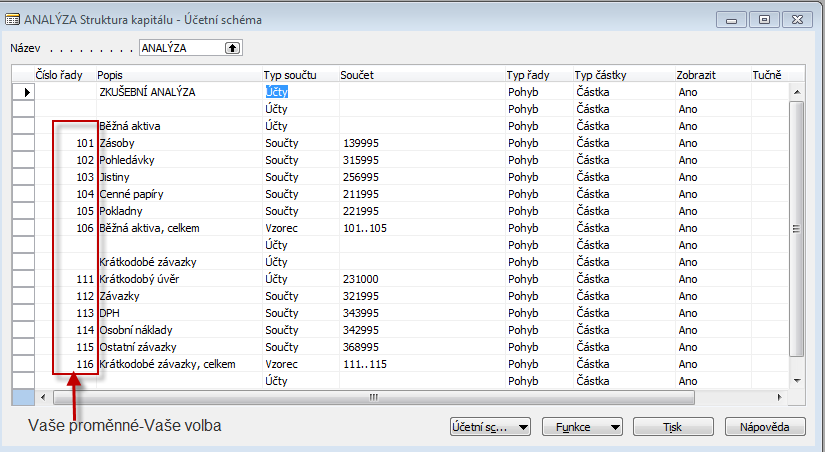 ANALÝZA Struktura kapitálu - Účetní schéma
Název . . . . . . . . . ANALÝZA
Číslo řady Popis Typ součtu Součet Typ řady Typ částky Zobrazit Tučně
ZKUŠEBNÍ ANALÝZA Účty Pohyb Částka Ano
Účty Pohyb Částka Ano
Běžná aktiva Účty Pohyb Částka Ano
101 Zásoby Součty 139995 Pohyb Částka Ano
102 Pohledávky Součty 315995 Pohyb Částka Ano
103 Jistiny Součty 256995 Pohyb Částka Ano
104 Cenné papíry Součty 211995 Pohyb Částka Ano
105 Pokladny Součty 221995 Pohyb Částka Ano
106 Běžná aktiva, celkem Vzorec 101..105 Pohyb Částka Ano
Účty Pohyb Částka Ano
Krátkodobé závazky Účty Pohyb Částka Ano
111 Krátkodobý úvěr Účty 231000 Pohyb Částka Ano
112 Závazky Součty 321995 Pohyb Částka Ano
113 DPH Součty 343995 Pohyb Částka Ano
114 Osobní náklady Součty 342995 Pohyb Částka Ano
115 Ostatní závazky Součty 368995 Pohyb Částka Ano
116 Krátkodobé závazky, celkem Vzorec 111..115 Pohyb Částka Ano
Účty Pohyb Částka Ano
Vaše proměnné-Vaše volba
Účetní sc... Funkce Tisk Nápověda